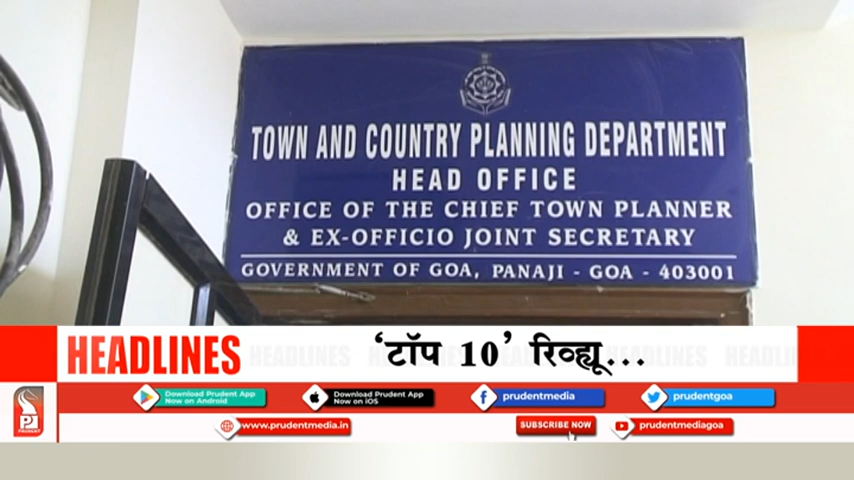 TOWN AND COUNTRY PLANNING DEPARTMENT
HEAD OFFICE
OFFICE OF THE CHIEF TOWN PLANNER
& EX-OFFICIO JOINT SECRETARY
GOVERNMENT OF GOA, PANAJI - GOA - 403001
HEADLINES
‘टॉप 10’ रिव्ह्यू...
Download Prudent App
Now on Android
Download Prudent App
Now on iOS
prudentmedia
prudentgoa
PRUDENT
www.prudentmedia.in
SUBSCRIBE NOW
prudentmediagoa